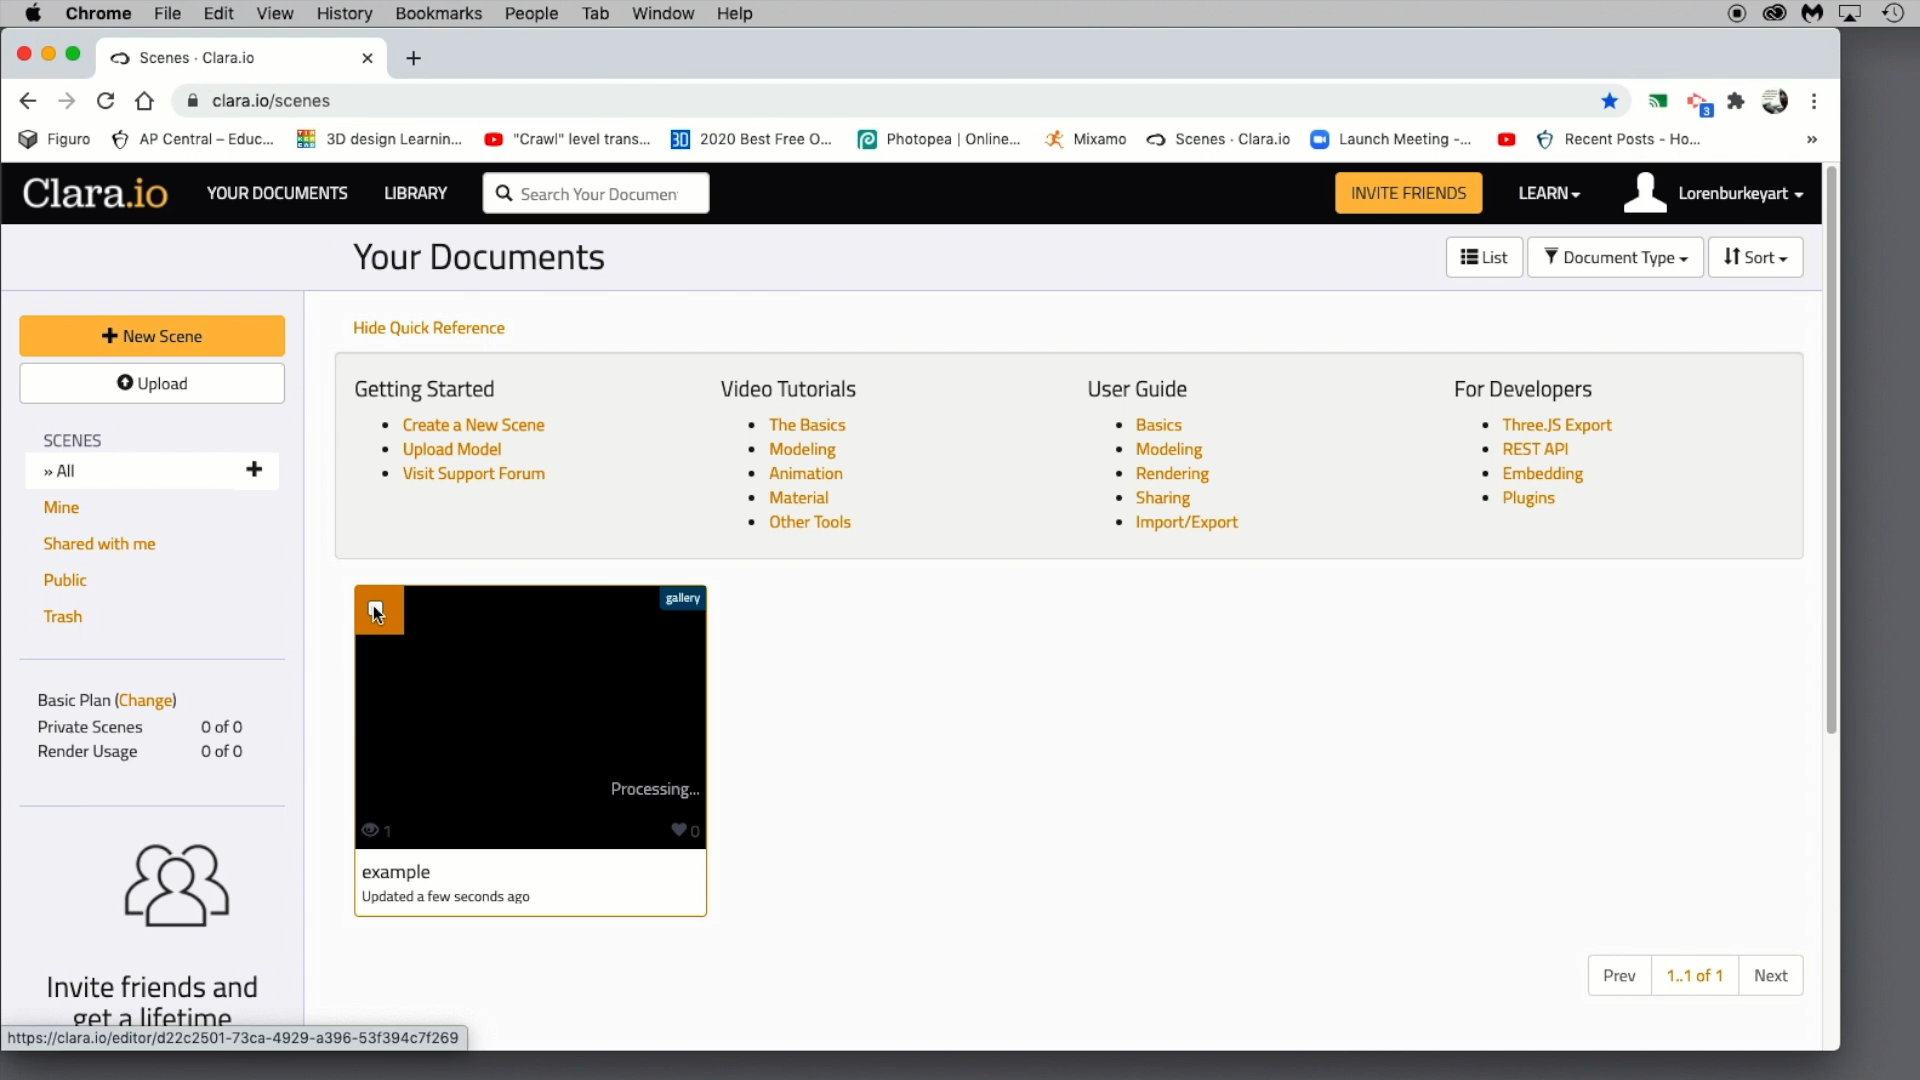 Chrome File Edit View History Bookmarks People Tab Window Help
Scenes · Clara.io
clara.io/scenes
3
Figuro AP Central – Educ... 3D design Learnin... "Crawl" level trans... 3D 2020 Best Free O... Photopea | Online... Mixamo Scenes · Clara.io Launch Meeting -... Recent Posts - Ho... »
Clara.io YOUR DOCUMENTS LIBRARY Search Your Documen INVITE FRIENDS LEARN Lorenburkeyart
Your Documents List Document Type Sort
Hide Quick Reference
New Scene
Upload
SCENES
» All
Mine
Shared with me
Public
Trash
Basic Plan (Change)
Private Scenes 0 of 0
Render Usage 0 of 0
Invite friends and
get a lifetime
Getting Started
Create a New Scene
Upload Model
Visit Support Forum
Video Tutorials
The Basics
Modeling
Animation
Material
Other Tools
User Guide
Basics
Modeling
Rendering
Sharing
Import/Export
For Developers
Three.JS Export
REST API
Embedding
Plugins
gallery
Processing...
1 0
example
Updated a few seconds ago
Prev 1..1 of 1 Next
https://clara.io/editor/d22c2501-73ca-4929-a396-53f394c7f269